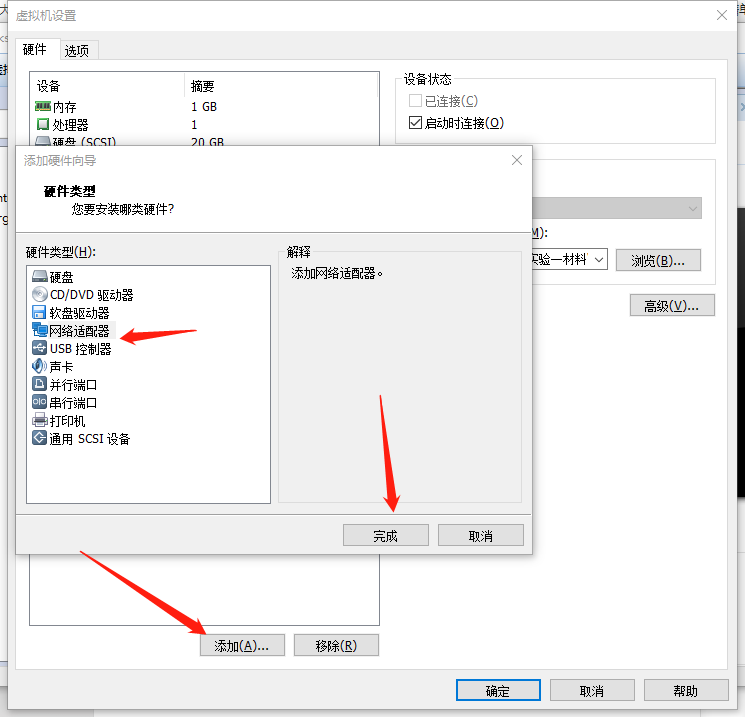 虚拟机设置
硬件 选项
设备 摘要
内存 1 GB
处理器 1
硬盘 (SCSI) 20 GB
设备状态
已连接(C)
启动时连接(O)
添加硬件向导
硬件类型
您要安装哪类硬件?
硬件类型(H):
硬盘
CD/DVD 驱动器
软盘驱动器
网络适配器
USB 控制器
声卡
并行端口
串行端口
打印机
通用 SCSI 设备
解释
添加网络适配器。
完成 取消
M):
实验一材料
浏览(B)...
高级(V)...
添加(A)... 移除(R)
确定 取消 帮助